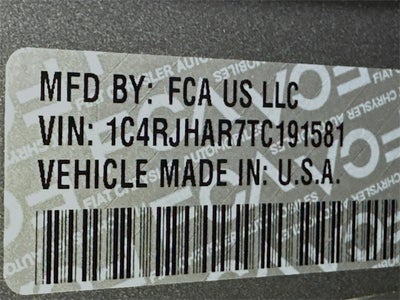 MFD BY: FCA US LLC
VIN: 1C4RJHAR7TC191581
VEHICLE MADE IN: U.S.A.